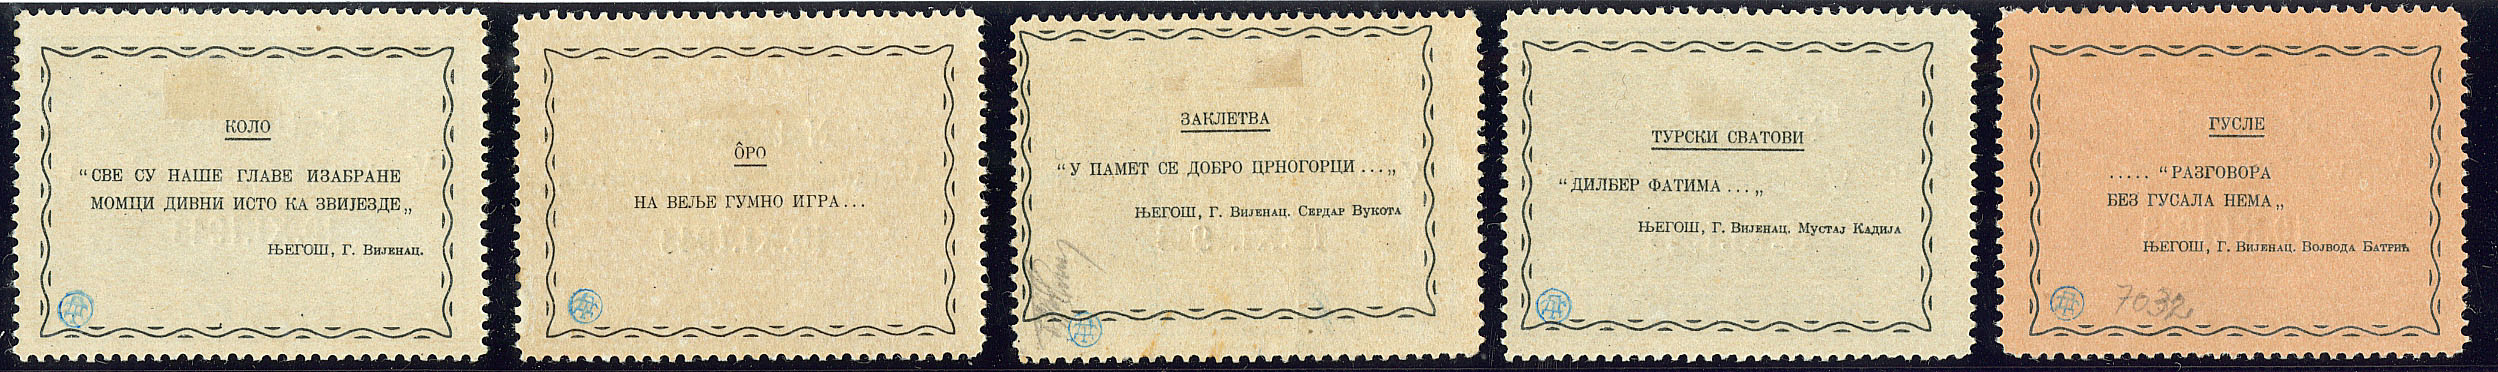 КОЛО
“СВЕ СУ НАШЕ ГЛАВЕ ИЗАБРАНЕ
МОМЦИ ДИВНИ ИСТО КА ЗВИЈЕЗДЕ„
ЊЕГОШ, Г. Вијенац.
ÔРО
НА ВЕЉЕ ГУМНО ИГРА...
ЗАКЛЕТВА
“У ПАМЕТ СЕ ДОБРО ЦРНОГОРЦИ...„
ЊЕГОШ, Г. Вијенац. Сердар Вукота
ТУРСКИ СВАТОВИ
“ДИЛБЕР ФАТИМА...„
ЊЕГОШ, Г. Вијенац. Мустај Кадија
ГУСЛЕ
..... “РАЗГОВОРА
БЕЗ ГУСАЛА НЕМА„
ЊЕГОШ, Г. Вијенац. Војвода Батрић
7032